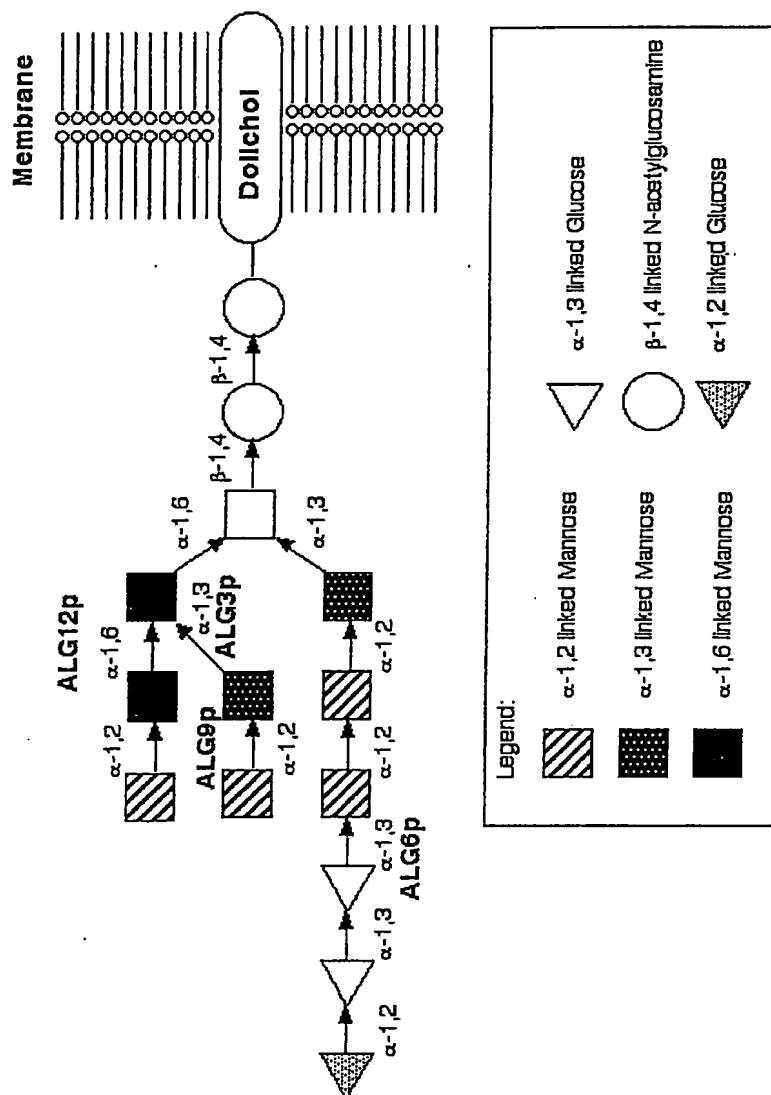 Membrane
Dolichol
β-1,4
β-1,4
α-1,6
α-1,3
ALG12p
α-1,6
α-1,3
ALG3p
α-1,2
α-1,2
ALG9p
α-1,2
α-1,2
α-1,3
ALG6p
α-1,3
α-1,2
Legend:
α-1,2 linked Mannose
α-1,3 linked Glucose
α-1,3 linked Mannose
β-1,4 linked N-acetylglucosamine
α-1,6 linked Mannose
α-1,2 linked Glucose